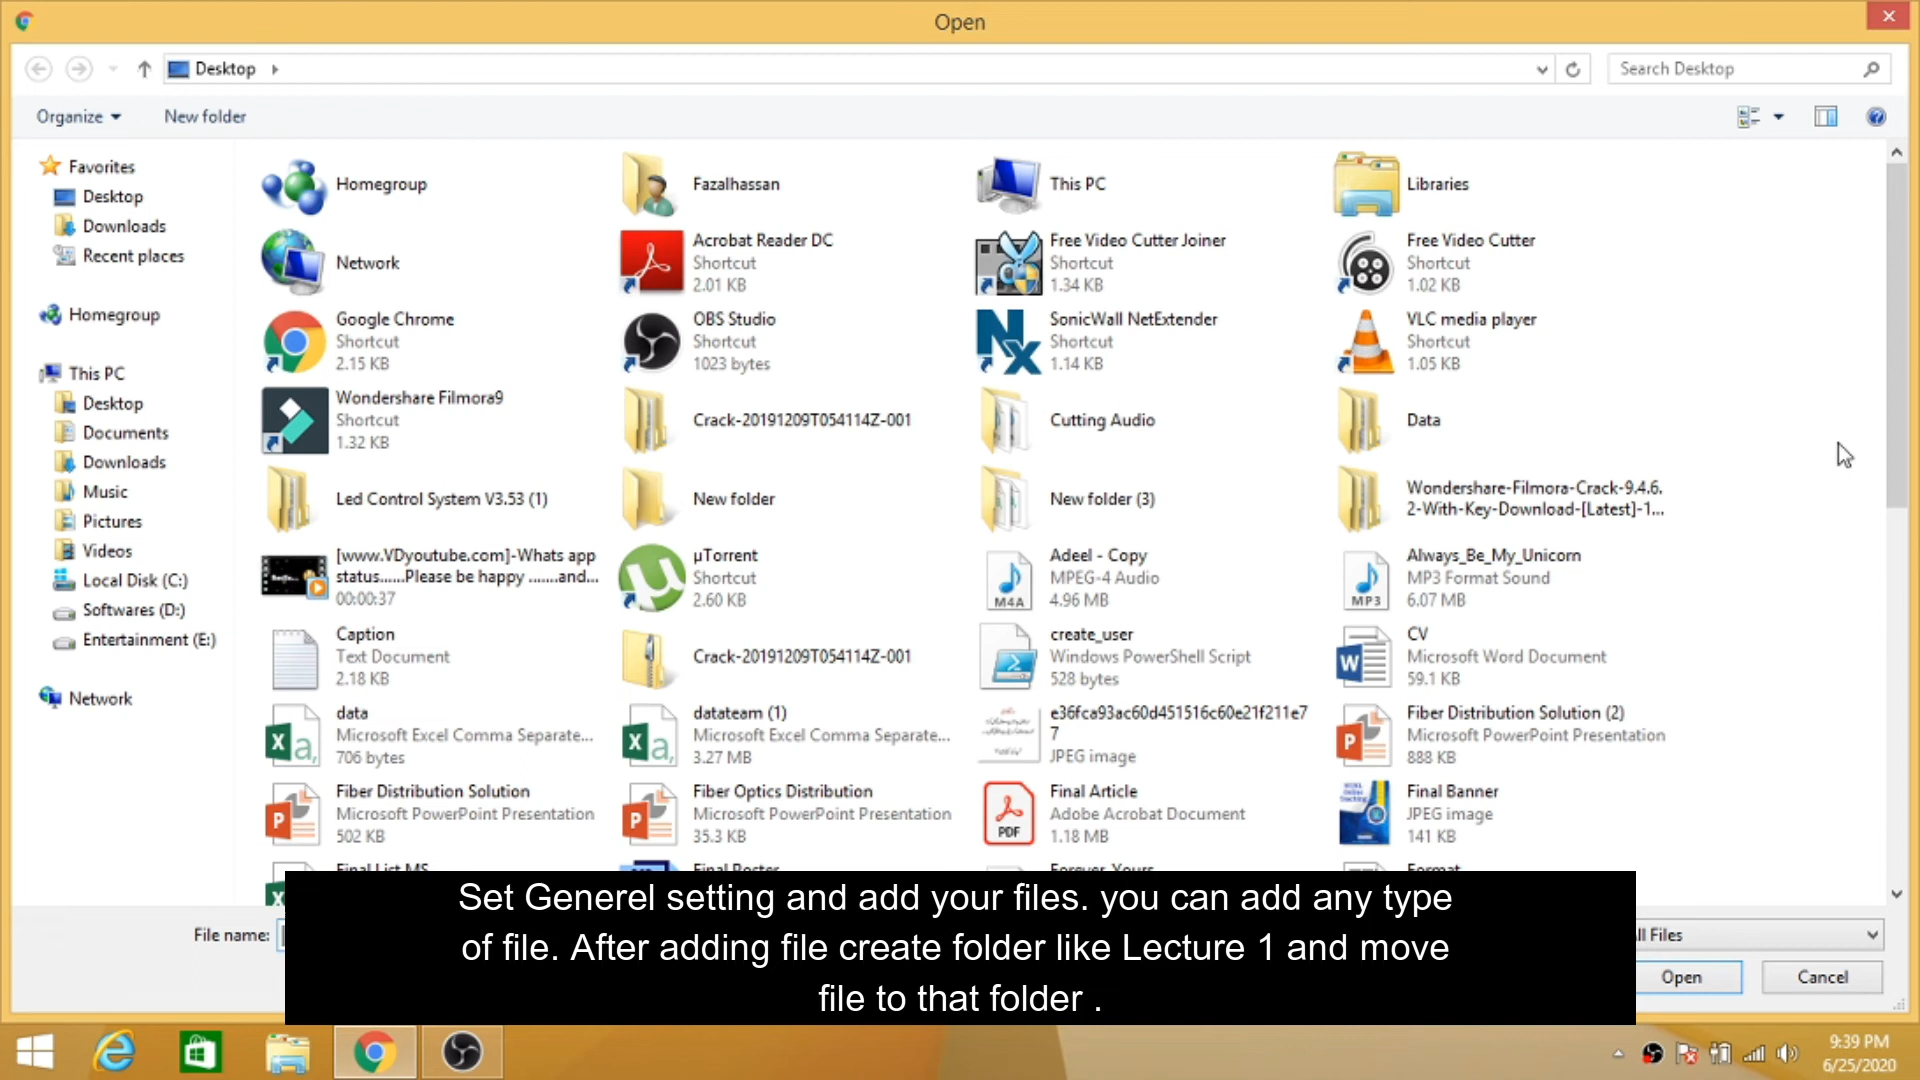 Open
Desktop
Search Desktop
Organize
New folder
Favorites
Desktop
Downloads
Recent places
Homegroup
This PC
Desktop
Documents
Downloads
Music
Pictures
Videos
Local Disk (C:)
Softwares (D:)
Entertainment (E:)
Network
Homegroup
Fazalhassan
This PC
Libraries
Network
Acrobat Reader DC
Shortcut
2.01 KB
Free Video Cutter Joiner
Shortcut
1.34 KB
Free Video Cutter
Shortcut
1.02 KB
Google Chrome
Shortcut
2.15 KB
OBS Studio
Shortcut
1023 bytes
SonicWall NetExtender
Shortcut
1.14 KB
VLC media player
Shortcut
1.05 KB
Wondershare Filmora9
Shortcut
1.32 KB
Crack-20191209T054114Z-001
Cutting Audio
Data
Led Control System V3.53 (1)
New folder
New folder (3)
Wondershare-Filmora-Crack-9.4.6.
2-With-Key-Download-[Latest]-1...
[www.VDyoutube.com]-Whats app
status......Please be happy .......and...
00:00:37
µTorrent
Shortcut
2.60 KB
M4A
Adeel - Copy
MPEG-4 Audio
4.96 MB
MP3
Always_Be_My_Unicorn
MP3 Format Sound
6.07 MB
Caption
Text Document
2.18 KB
Crack-20191209T054114Z-001
create_user
Windows PowerShell Script
528 bytes
CV
Microsoft Word Document
59.1 KB
data
Microsoft Excel Comma Separate...
706 bytes
datateam (1)
Microsoft Excel Comma Separate...
3.27 MB
e36fca93ac60d451516c60e21f211e7
7
JPEG image
Fiber Distribution Solution (2)
Microsoft PowerPoint Presentation
888 KB
Fiber Distribution Solution
Microsoft PowerPoint Presentation
502 KB
Fiber Optics Distribution
Microsoft PowerPoint Presentation
35.3 KB
PDF
Final Article
Adobe Acrobat Document
1.18 MB
Final Banner
JPEG image
141 KB
Final List MS
Final Poster
Forever Yours
Format
File name:
ll Files
Open
Cancel
Set Generel setting and add your files. you can add any type
of file. After adding file create folder like Lecture 1 and move
file to that folder .
9:39 PM
6/25/2020